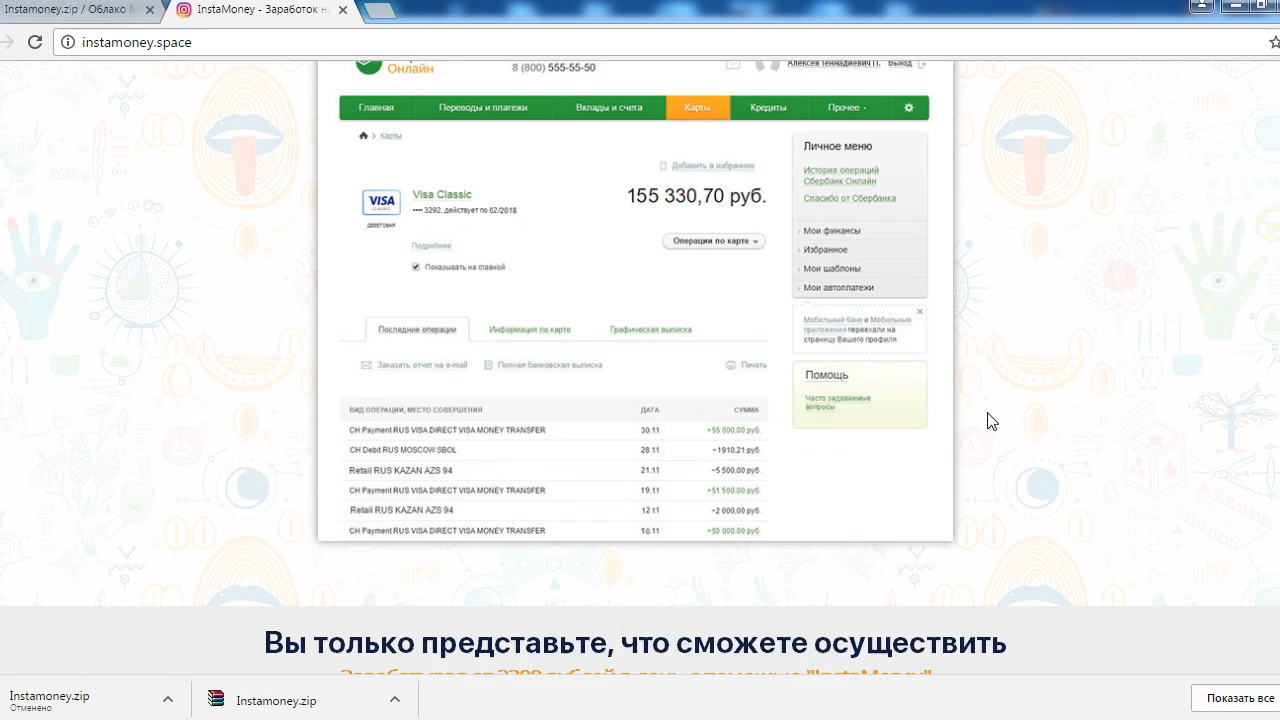 Instamoney.zip / Облако М
InstaMoney - Заработок на
instamoney.space
Онлайн
8 (800) 555-55-50
Алексей Геннадиевич П.
Выход
Главная
Переводы и платежи
Вклады и счета
Карты
Кредиты
Прочее
Карты
Добавить в избранное
VISA
CLASSIC
ДЕБЕТОВАЯ
Visa Classic
•••• 3292, действует по 02/2018
155 330,70 руб.
Операции по карте
Подробнее
Показывать на главной
Последние операции
Информация по карте
Графическая выписка
Заказать отчет на e-mail
Полная банковская выписка
Печать
ВИД ОПЕРАЦИИ, МЕСТО СОВЕРШЕНИЯ ДАТА СУММА
CH Payment RUS VISA DIRECT VISA MONEY TRANSFER 30.11 +55 000,00 руб.
CH Debit RUS MOSCOW SBOL 28.11 −1910,21 руб.
Retail RUS KAZAN AZS 94 21.11 −5 500,00 руб.
CH Payment RUS VISA DIRECT VISA MONEY TRANSFER 19.11 +51 500,00 руб.
Retail RUS KAZAN AZS 94 12.11 −2 000,00 руб.
CH Payment RUS VISA DIRECT VISA MONEY TRANSFER 10.11 +50 000,00 руб.
Личное меню
История операций
Сбербанк Онлайн
Спасибо от Сбербанка
Мои финансы
Избранное
Мои шаблоны
Мои автоплатежи
Мобильный банк и Мобильные
приложения переехали на
страницу Вашего профиля
Помощь
Часто задаваемые
вопросы
Вы только представьте, что сможете осуществить
Instamoney.zip
Отменено
Instamoney.zip
Показать все